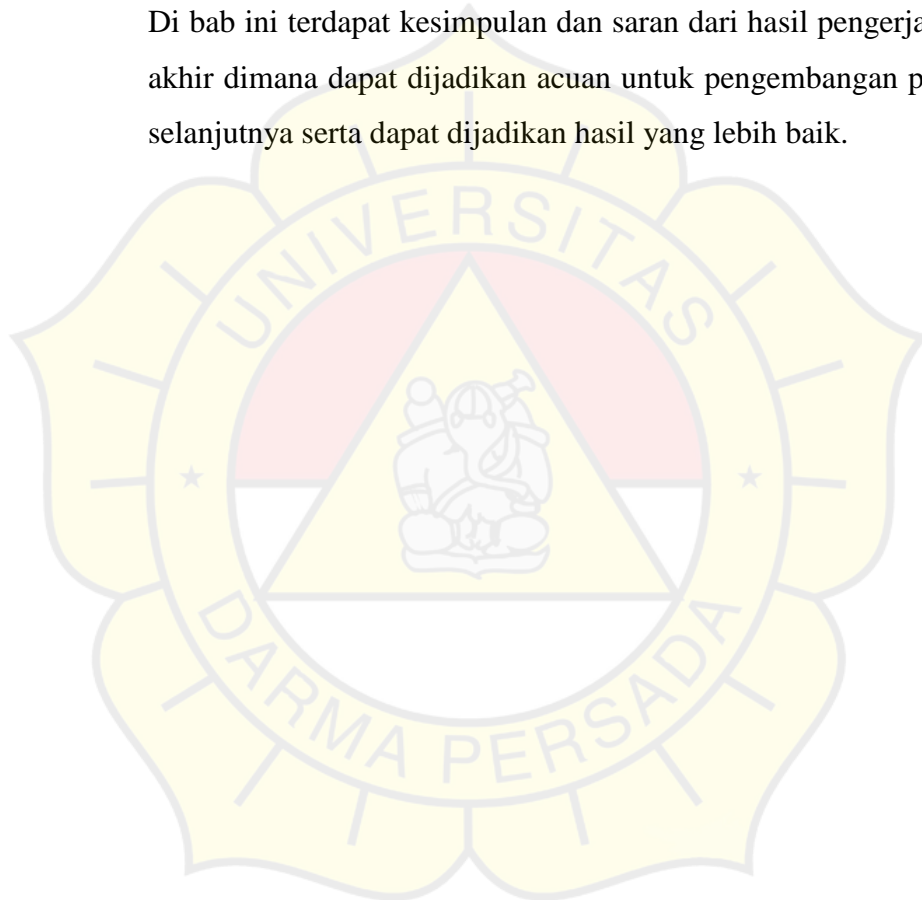 Di bab ini terdapat kesimpulan dan saran dari hasil
akhir dimana dapat dijadikan acuan untuk pengembangan
selanjutnya serta dapat dijadikan hasil yang lebih baik.
UNIVERSITAS
DARMA PERSADA